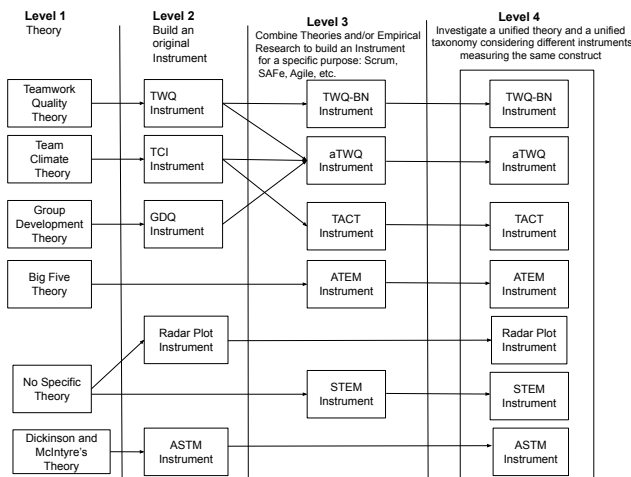 Level 1
Theory
Level 2
Build an
original
Instrument
Level 3
Combine Theories and/or Empirical
Research to build an Instrument
for a specific purpose: Scrum,
SAFe, Agile, etc.
Level 4
Investigate a unified theory and a unified
taxonomy considering different instruments
measuring the same construct
Teamwork
Quality
Theory
TWQ
Instrument
TWQ-BN
Instrument
TWQ-BN
Instrument
Team
Climate
Theory
TCI
Instrument
aTWQ
Instrument
aTWQ
Instrument
Group
Development
Theory
GDQ
Instrument
TACT
Instrument
TACT
Instrument
Big Five
Theory
ATEM
Instrument
ATEM
Instrument
Radar Plot
Instrument
Radar Plot
Instrument
No Specific
Theory
STEM
Instrument
STEM
Instrument
Dickinson and
McIntyre's
Theory
ASTM
Instrument
ASTM
Instrument